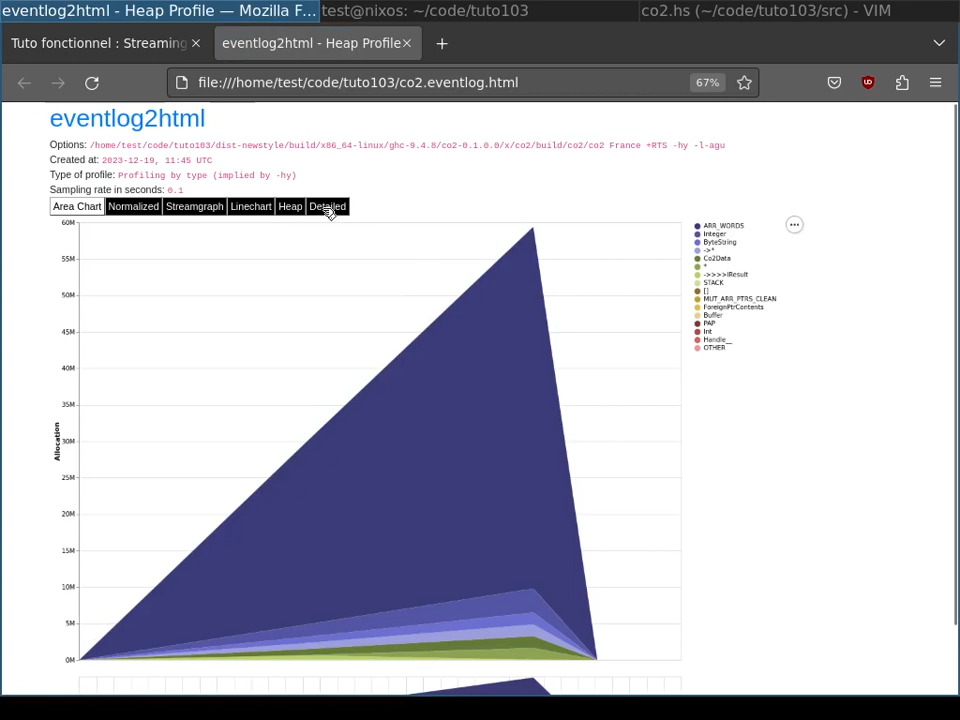 eventlog2html - Heap Profile — Mozilla F... test@nixos: ~/code/tuto103 co2.hs (~/code/tuto103/src) - VIM
Tuto fonctionnel : Streaming eventlog2html - Heap Profile
file:///home/test/code/tuto103/co2.eventlog.html 67%
eventlog2html
Options: /home/test/code/tuto103/dist-newstyle/build/x86_64-linux/ghc-9.4.8/co2-0.1.0.0/x/co2/build/co2/co2 France +RTS -hy -l-agu
Created at: 2023-12-19, 11:45 UTC
Type of profile: Profiling by type (implied by -hy)
Sampling rate in seconds: 0.1
Area Chart Normalized Streamgraph Linechart Heap Detailed
60M
55M
50M
45M
40M
35M
30M
25M
20M
15M
10M
5M
0M
Allocation
ARR_WORDS
Integer
ByteString
->*
Co2Data
*
->>>>IResult
STACK
[]
MUT_ARR_PTRS_CLEAN
ForeignPtrContents
Buffer
PAP
Int
Handle__
OTHER